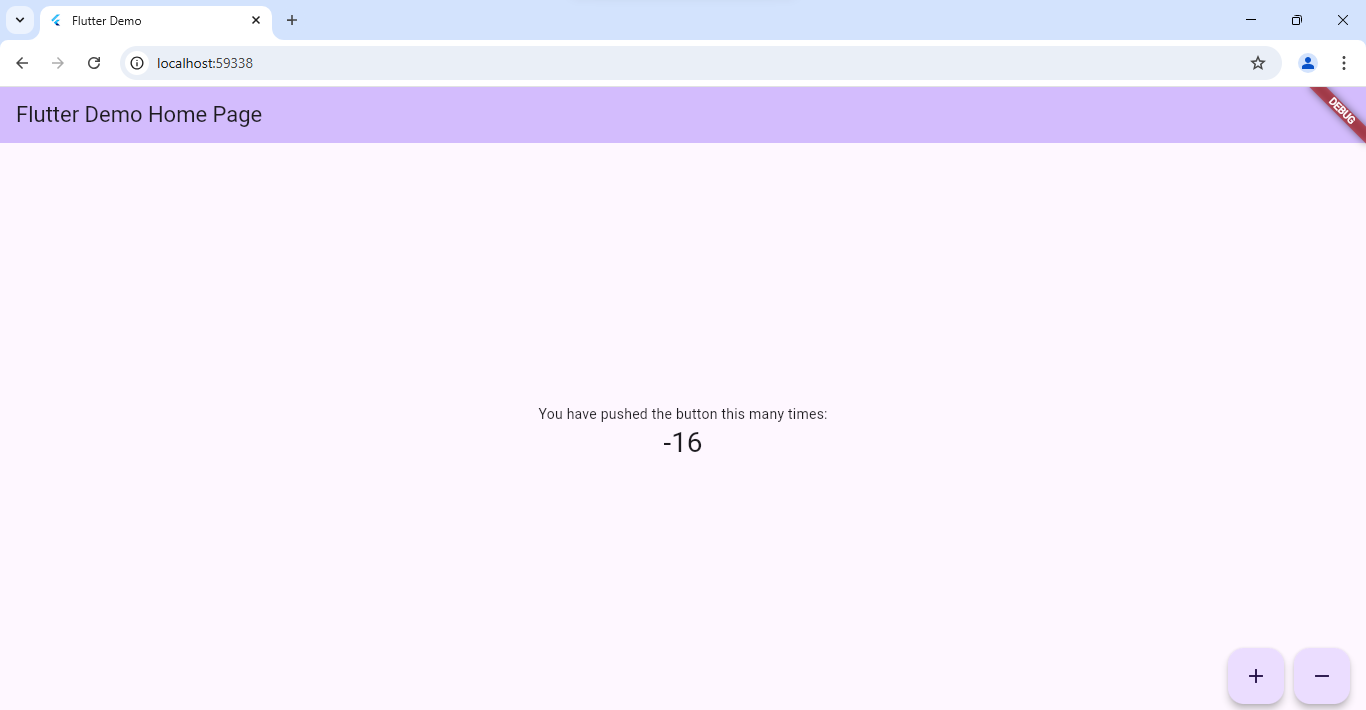 Flutter Demo
localhost:59338
Flutter Demo Home Page
DEBUG
You have pushed the button this many times:
-16